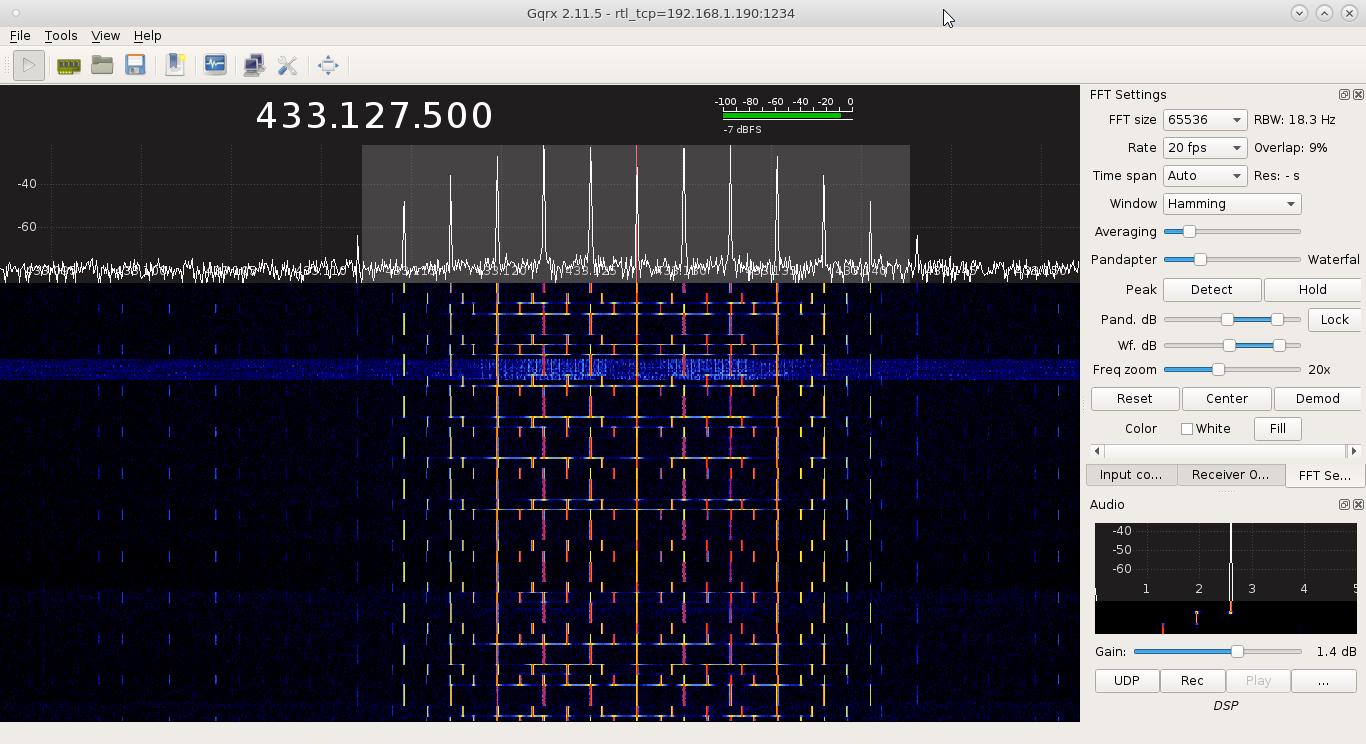 Gqrx 2.11.5 - rtl_tcp=192.168.1.190:1234
File Tools View Help
433.127.500
-100 -80 -60 -40 -20 0
-7 dBFS
-40
-60
FFT Settings
FFT size 65536 RBW: 18.3 Hz
Rate 20 fps Overlap: 9%
Time span Auto Res: - s
Window Hamming
Averaging
Pandapter Waterfal
Peak Detect Hold
Pand. dB Lock
Wf. dB
Freq zoom 20x
Reset Center Demod
Color White Fill
Input co... Receiver O... FFT Se...
Audio
-40
-50
-60
1 2 3 4 5
Gain: 1.4 dB
UDP Rec Play ...
DSP